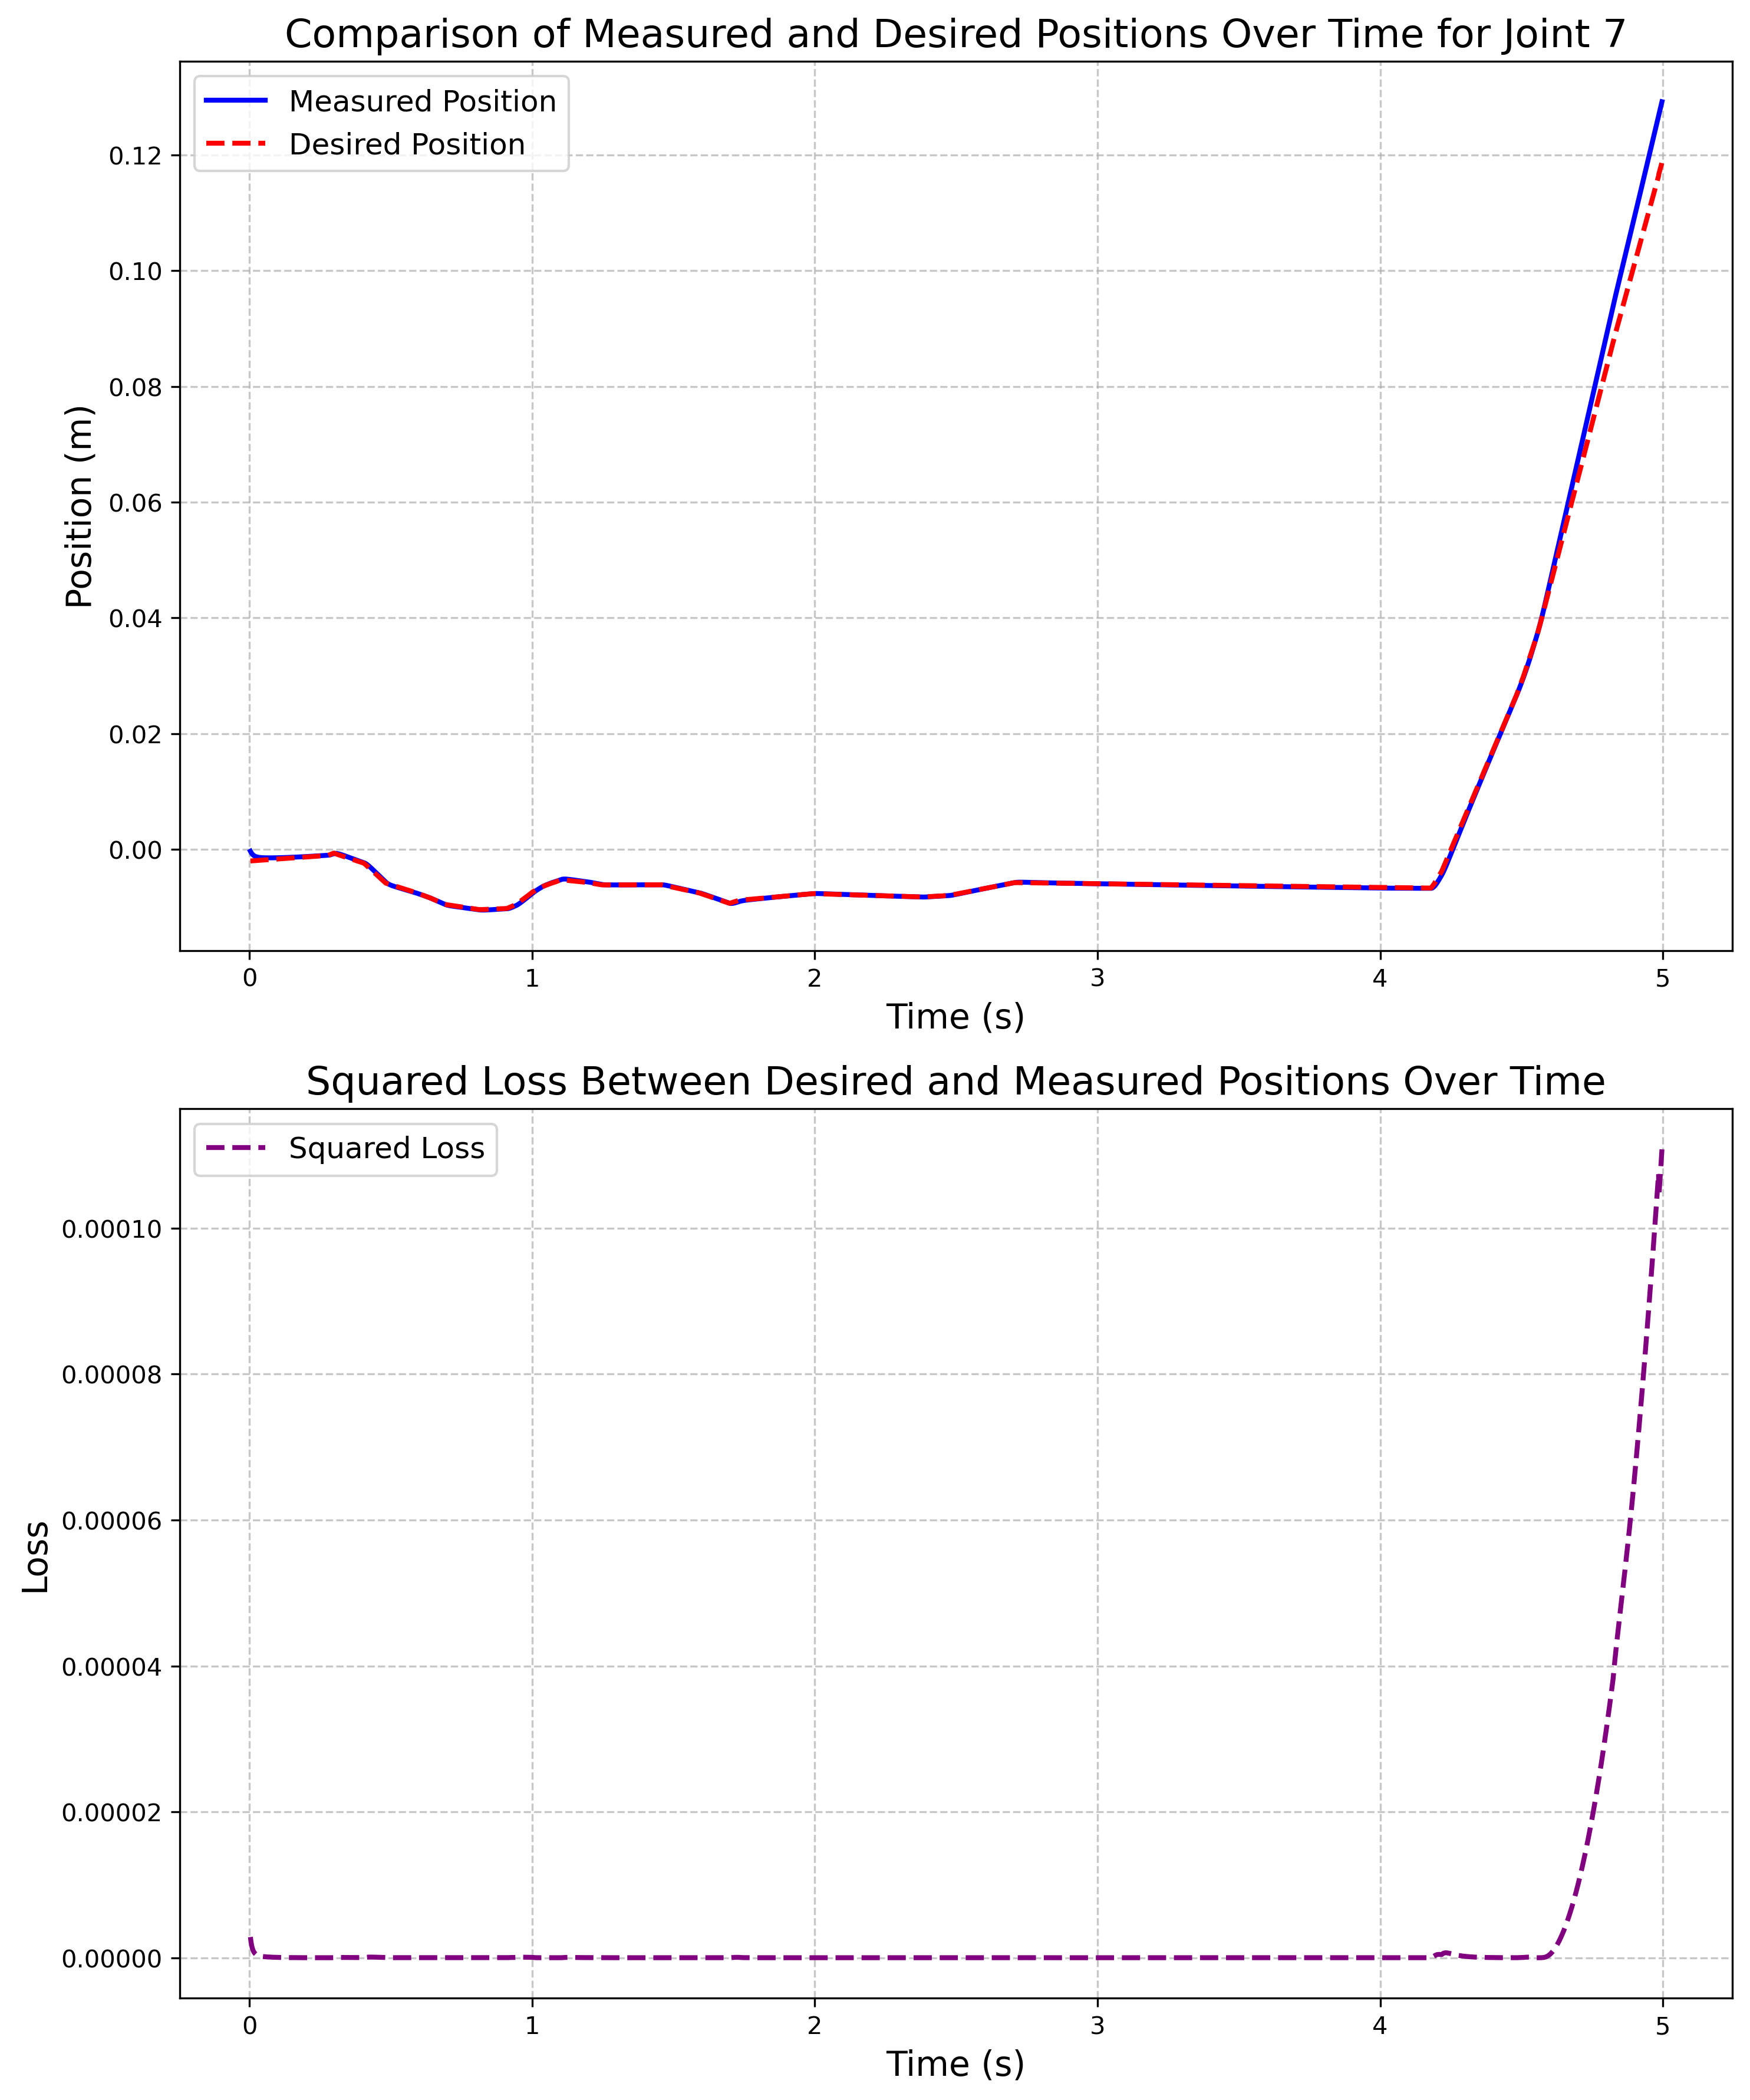 Comparison of Measured and Desired Positions Over Time for Joint 7
Measured Position
Desired Position
Position (m)
0.12
0.10
0.08
0.06
0.04
0.02
0.00
0 1 2 3 4 5
Time (s)
Squared Loss Between Desired and Measured Positions Over Time
Squared Loss
Loss
0.00010
0.00008
0.00006
0.00004
0.00002
0.00000
0 1 2 3 4 5
Time (s)